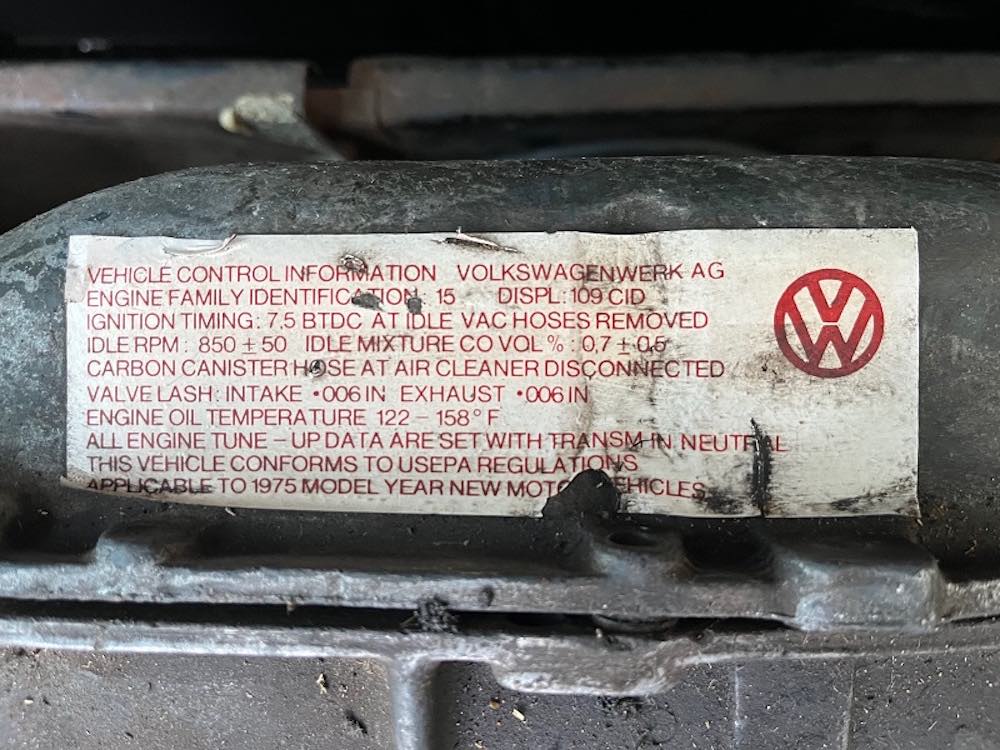 VEHICLE CONTROL INFORMATION VOLKSWAGENWERK AG
ENGINE FAMILY IDENTIFICATION: 15 DISPL: 109 CID
IGNITION TIMING: 7.5 BTDC AT IDLE VAC HOSES REMOVED
IDLE RPM: 850 ± 50 IDLE MIXTURE CO VOL %: 0,7 ± 0,5
CARBON CANISTER HOSE AT AIR CLEANER DISCONNECTED
VALVE LASH: INTAKE •006 IN EXHAUST •006 IN
ENGINE OIL TEMPERATURE 122 – 158° F
ALL ENGINE TUNE – UP DATA ARE SET WITH TRANSM IN NEUTRAL
THIS VEHICLE CONFORMS TO USEPA REGULATIONS
APPLICABLE TO 1975 MODEL YEAR NEW MOTOR VEHICLES
VW